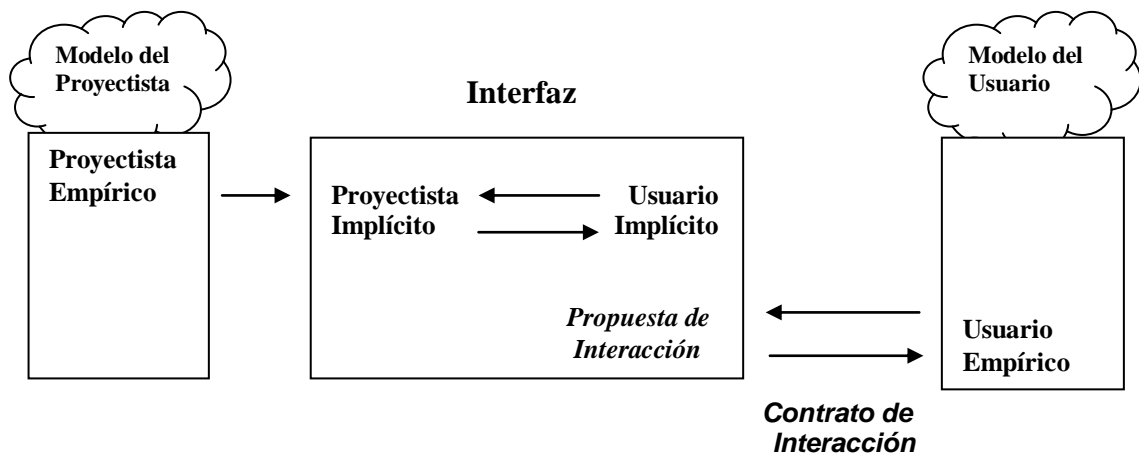 Modelo del
Proyectista
Interfaz
Modelo del
Usuario
Proyectista
Empírico
Proyectista
Implícito
Usuario
Implícito
Propuesta de
Interacción
Usuario
Empírico
Contrato de
Interacción